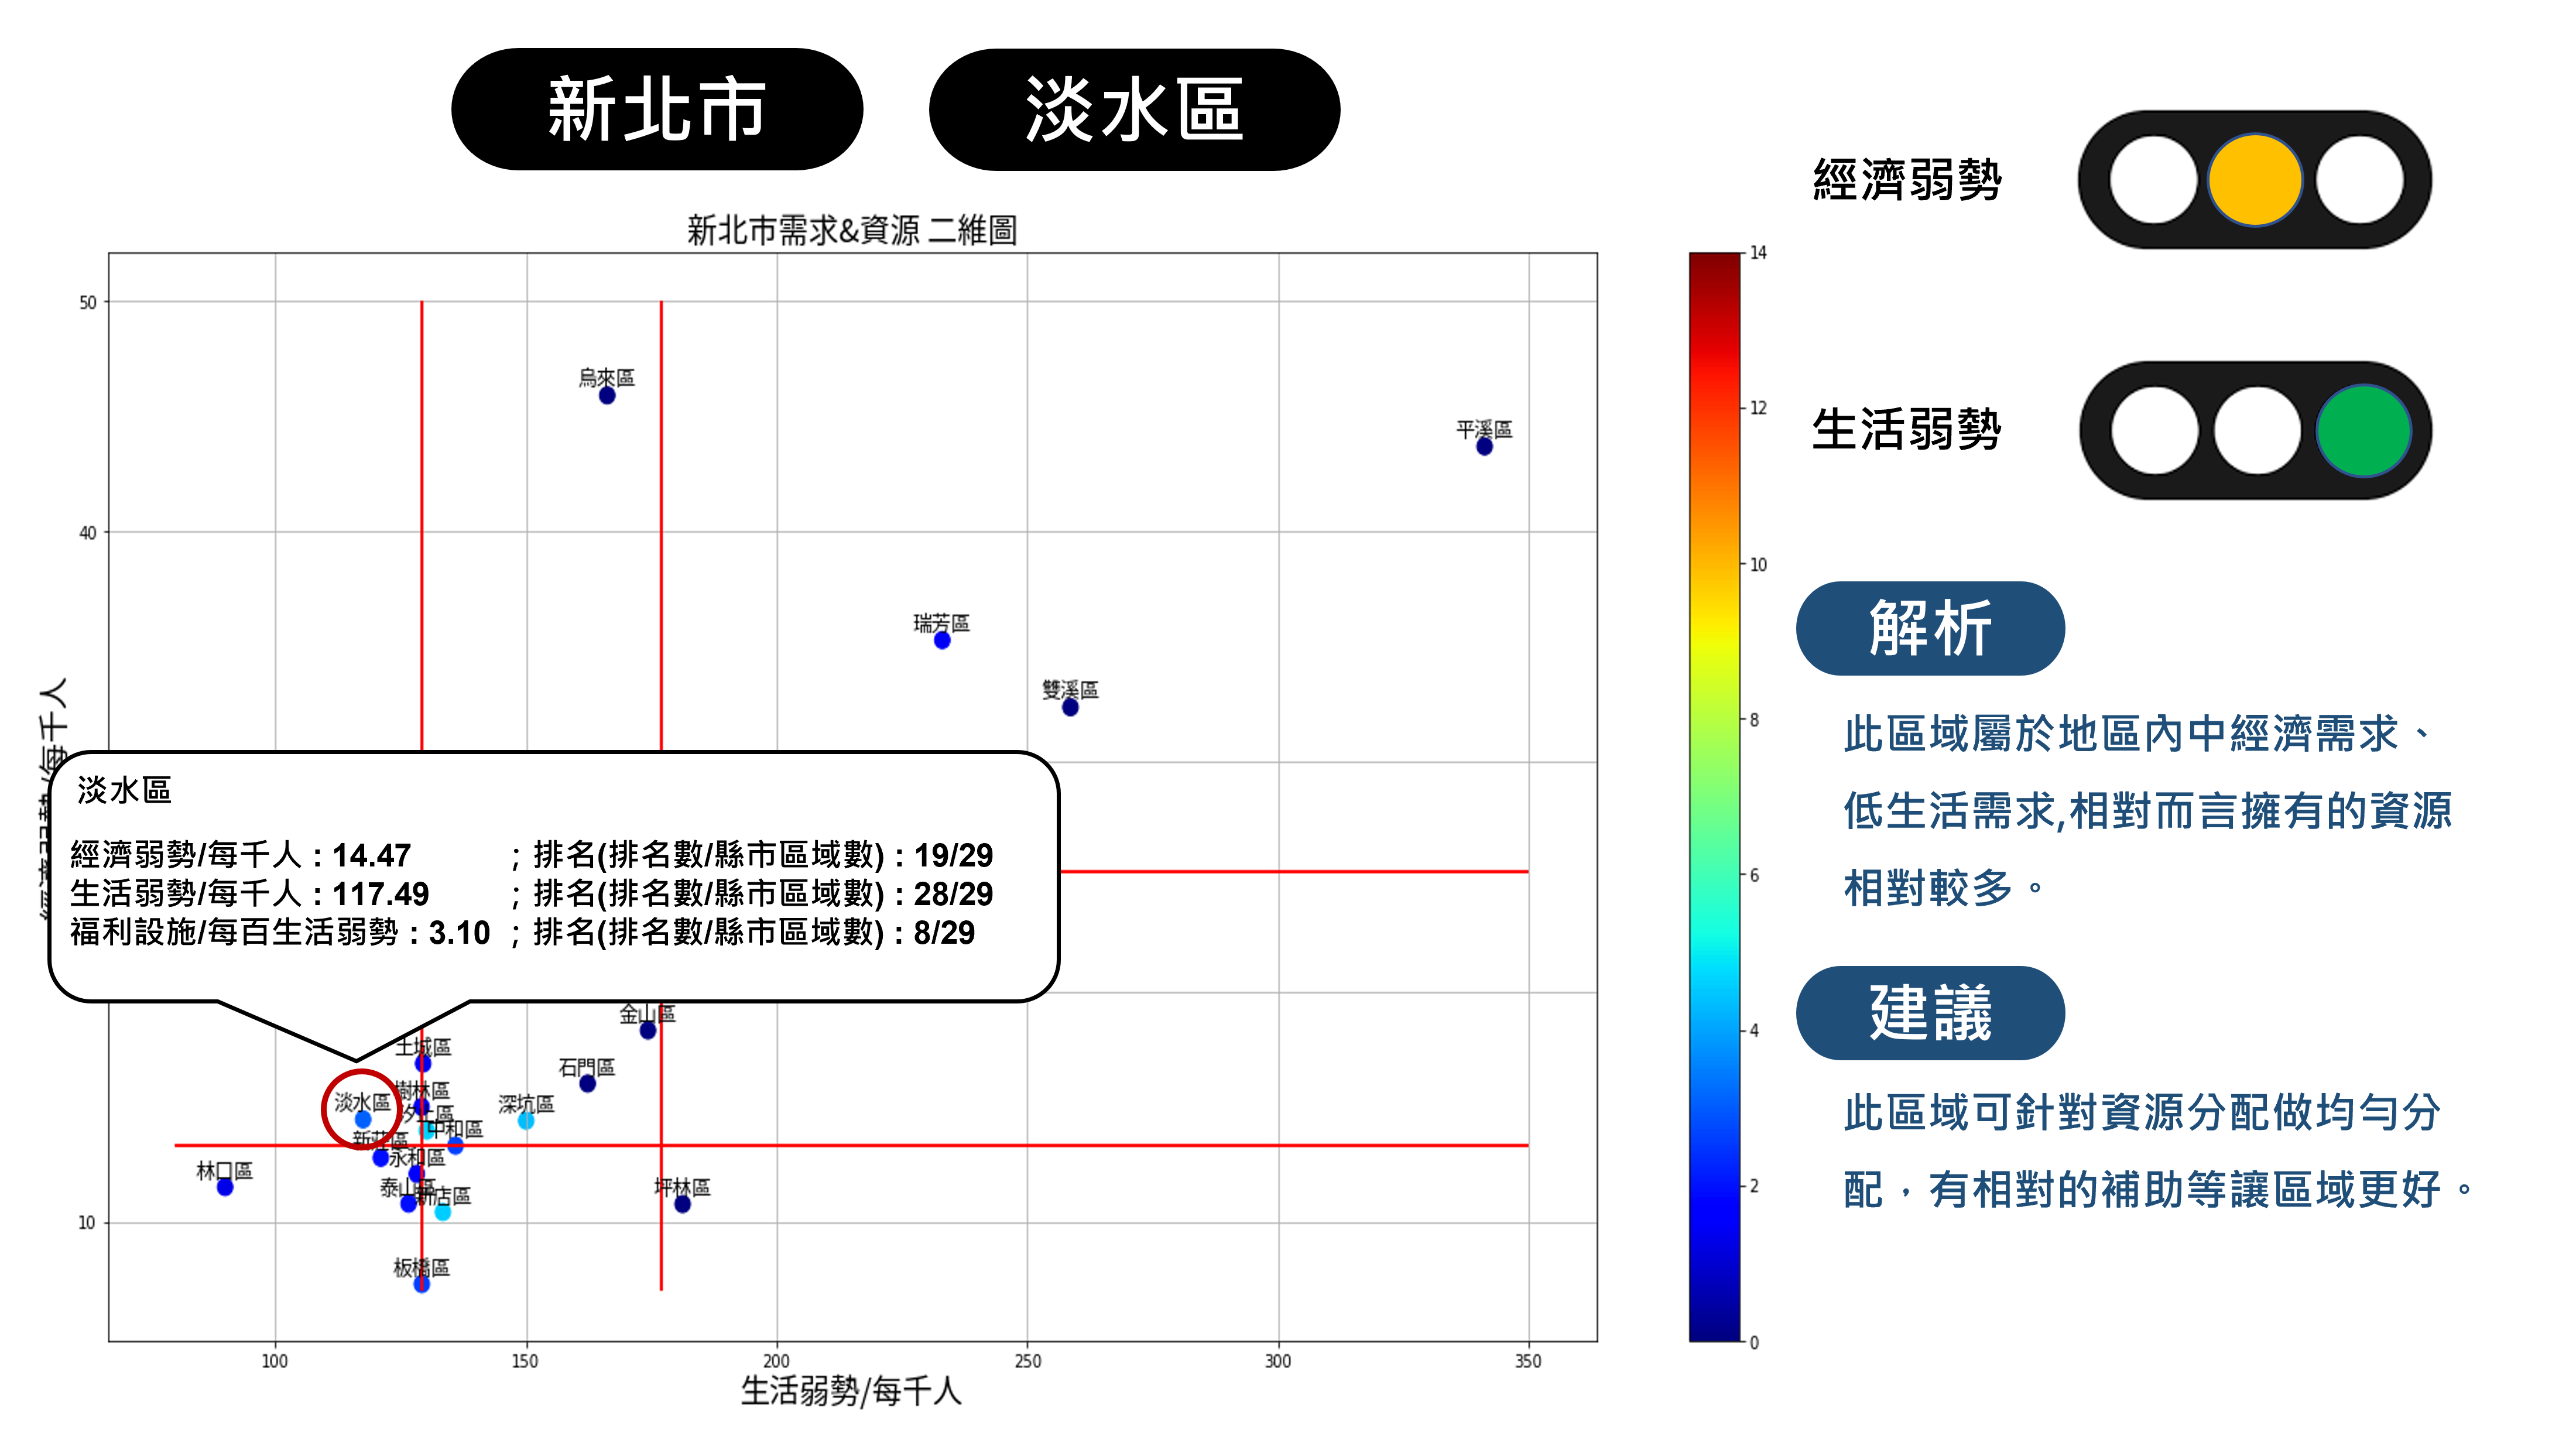 新北市 淡水區
新北市需求&資源 二維圖
50
40
10
100 150 200 250 300 350
生活弱勢/每千人
烏來區
平溪區
瑞芳區
雙溪區
淡水區
經濟弱勢/每千人 : 14.47 ; 排名(排名數/縣市區域數) : 19/29
生活弱勢/每千人 : 117.49 ; 排名(排名數/縣市區域數) : 28/29
福利設施/每百生活弱勢 : 3.10 ; 排名(排名數/縣市區域數) : 8/29
金山區
土城區
石門區
樹林區
淡水區
深坑區
汐止區
中和區
新莊區
永和區
林口區
泰山區
新店區
坪林區
板橋區
14
12
10
8
6
4
2
0
經濟弱勢
生活弱勢
解析
此區域屬於地區內中經濟需求、
低生活需求,相對而言擁有的資源
相對較多。
建議
此區域可針對資源分配做均勻分
配，有相對的補助等讓區域更好。